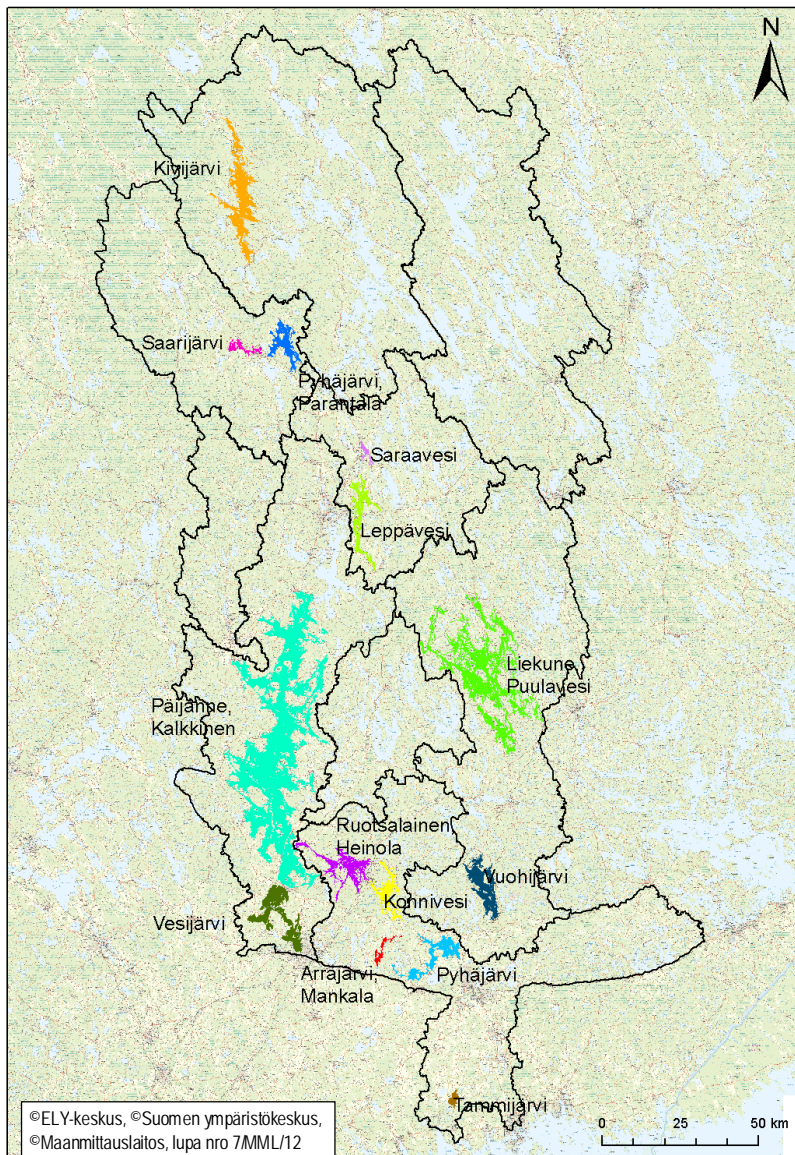 N
Kivijärvi
Saarijärvi
Pyhäjärvi,
Parantala
Saraavesi
Leppävesi
Liekune,
Puulavesi
Päijänne,
Kalkkinen
Ruotsalainen,
Heinola
Vuohijärvi
Konnivesi
Vesijärvi
Arrajärvi,
Mankala
Pyhäjärvi
Tammijärvi
0 25 50 km
©ELY-keskus, ©Suomen ympäristökeskus,
©Maanmittauslaitos, lupa nro 7/MML/12